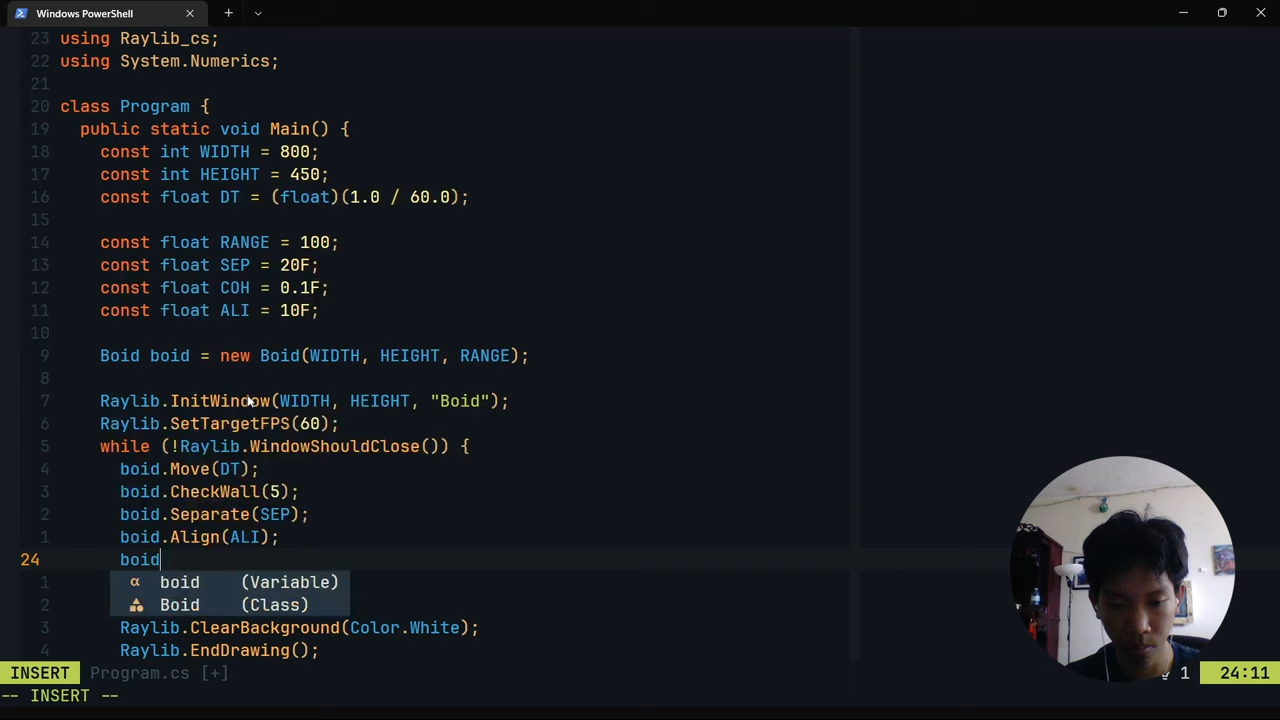 Windows PowerShell
23 using Raylib_cs;
22 using System.Numerics;
21
20 class Program {
19 public static void Main() {
18 const int WIDTH = 800;
17 const int HEIGHT = 450;
16 const float DT = (float)(1.0 / 60.0);
15
14 const float RANGE = 100;
13 const float SEP = 20F;
12 const float COH = 0.1F;
11 const float ALI = 10F;
10
9 Boid boid = new Boid(WIDTH, HEIGHT, RANGE);
8
7 Raylib.InitWindow(WIDTH, HEIGHT, "Boid");
6 Raylib.SetTargetFPS(60);
5 while (!Raylib.WindowShouldClose()) {
4 boid.Move(DT);
3 boid.CheckWall(5);
2 boid.Separate(SEP);
1 boid.Align(ALI);
24 boid
1 α boid (Variable)
2 Boid (Class)
3 Raylib.ClearBackground(Color.White);
4 Raylib.EndDrawing();
INSERT Program.cs [+] 1 24:11
-- INSERT --